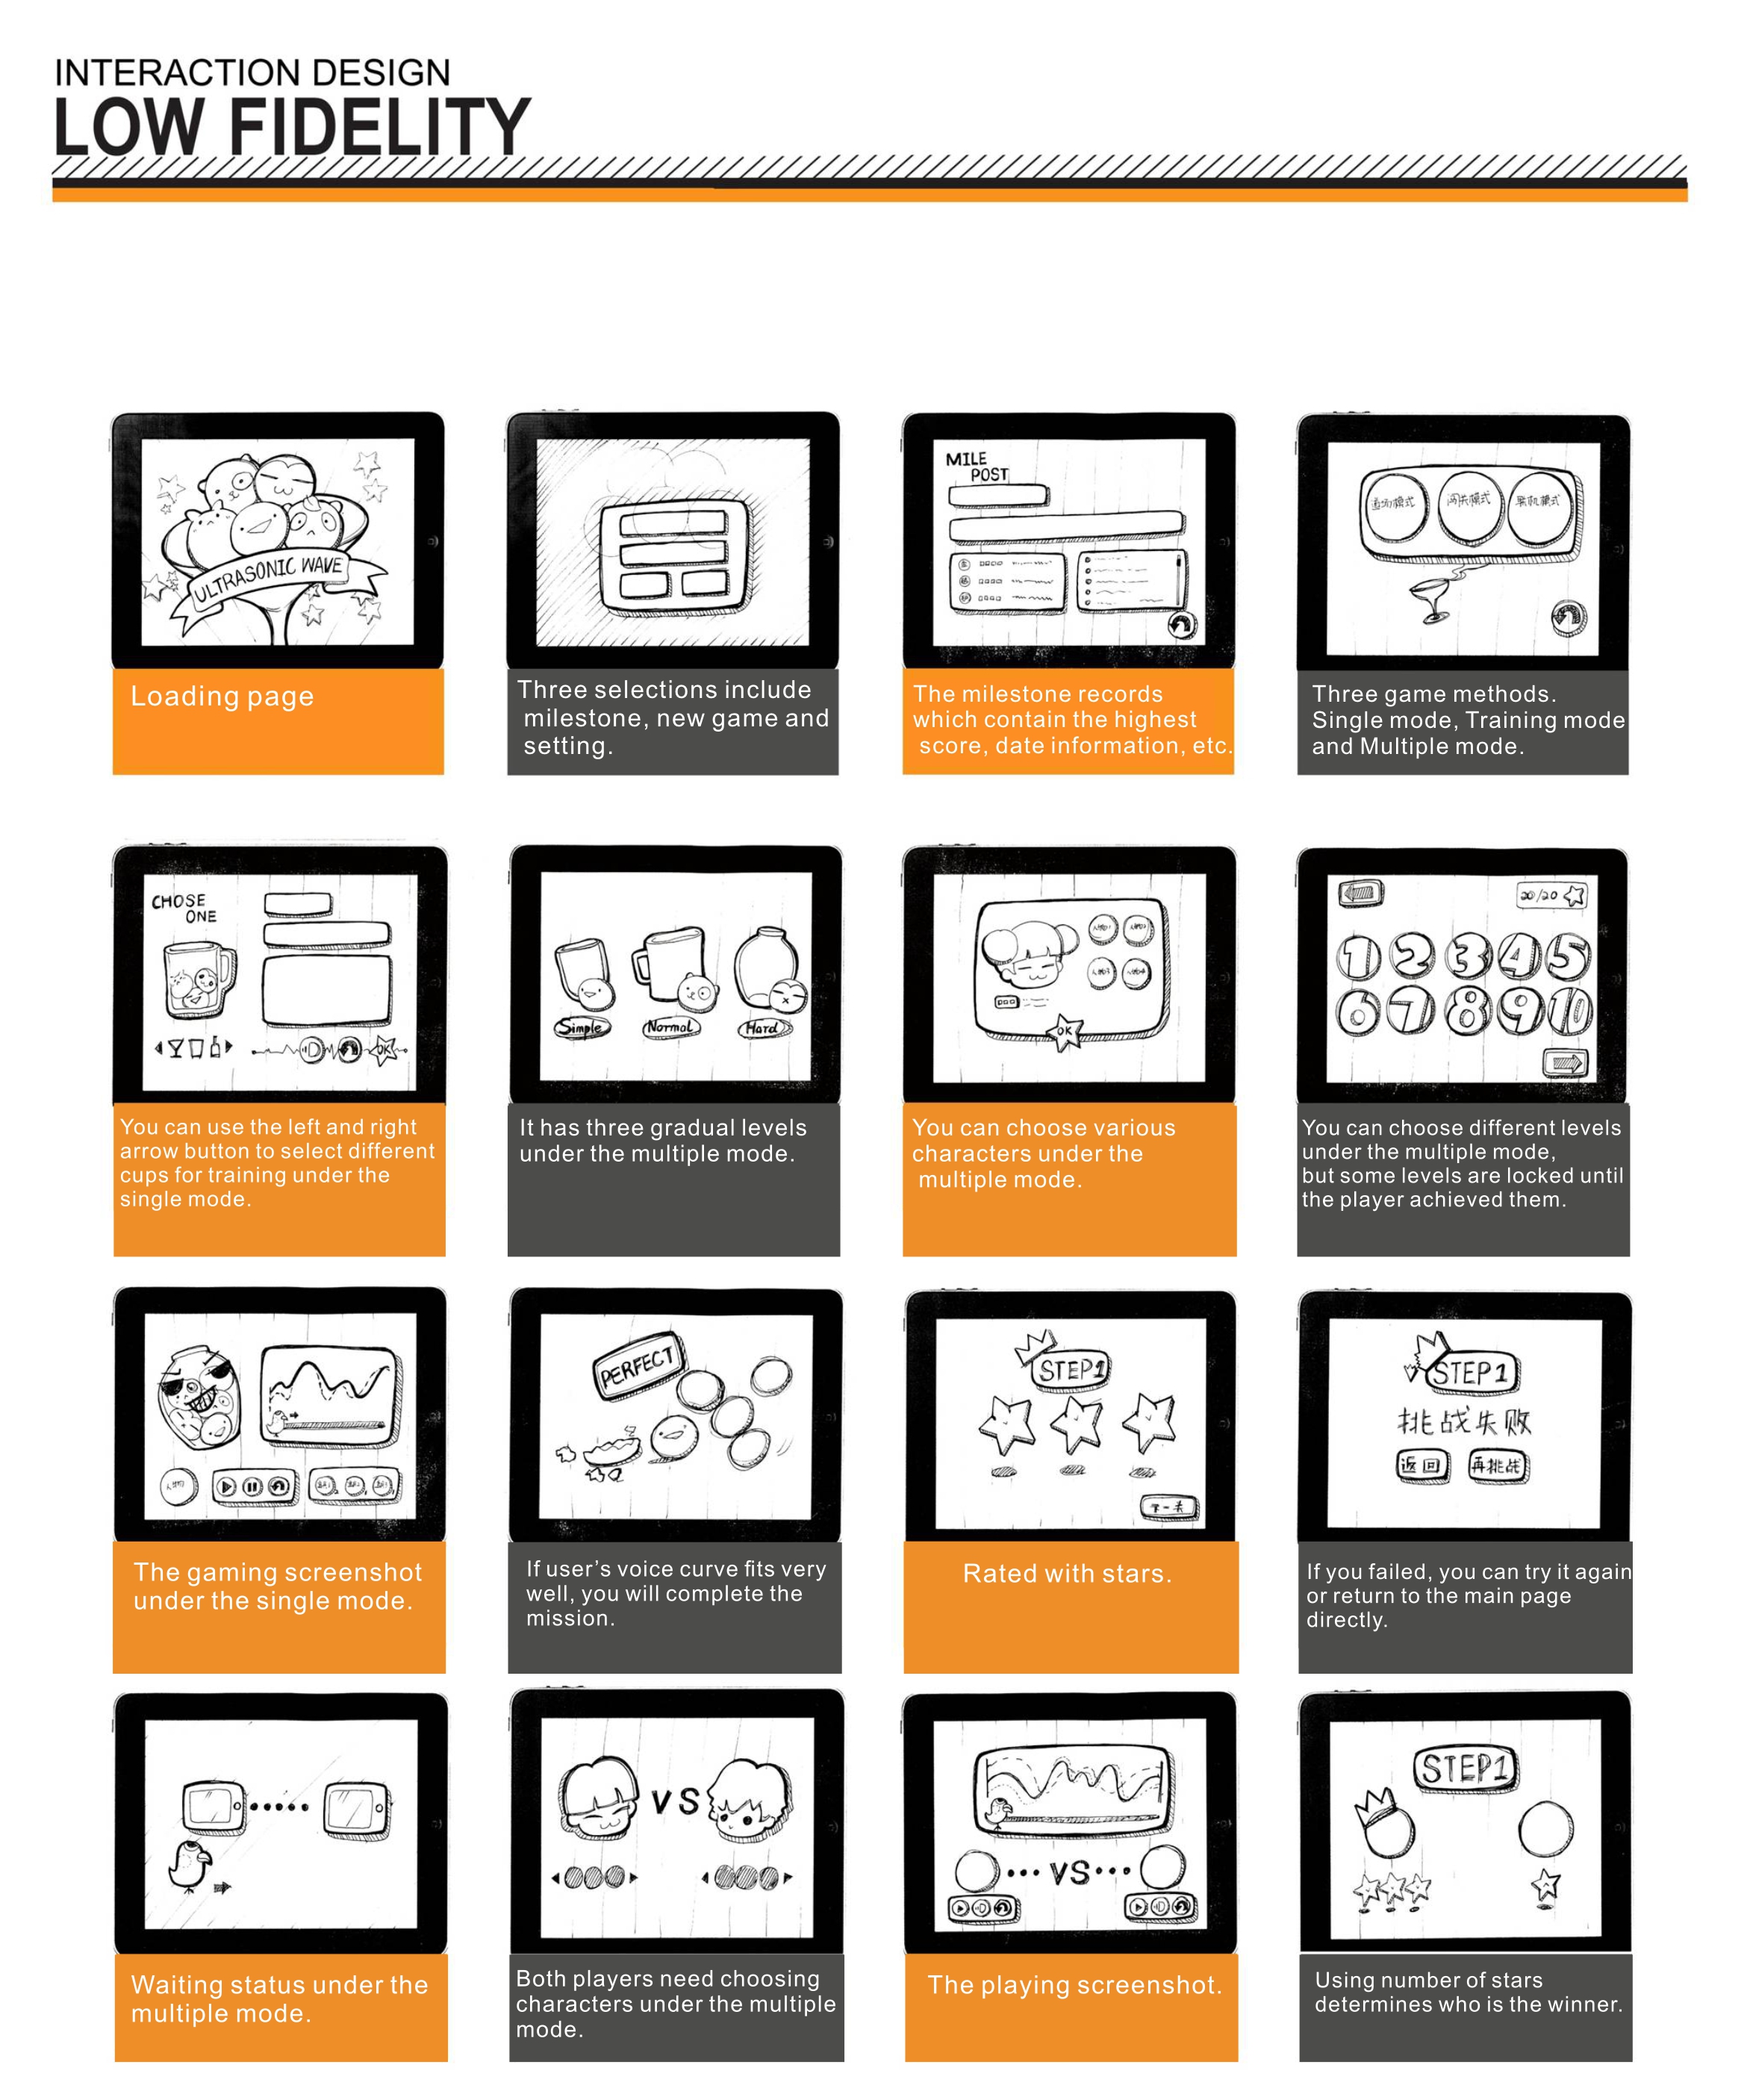 INTERACTION DESIGN
LOW FIDELITY
ULTRASONIC WAVE
Loading page
Three selections include
milestone, new game and
setting.
MILE
POST
The milestone records
which contain the highest
score, date information, etc.
道场模式 闯关模式 联机模式
Three game methods.
Single mode, Training mode
and Multiple mode.
CHOSE
ONE
OK
You can use the left and right
arrow button to select different
cups for training under the
single mode.
Simple Normal Hard
It has three gradual levels
under the multiple mode.
OK
You can choose various
characters under the
multiple mode.
20/20
1 2 3 4 5
6 7 8 9 10
You can choose different levels
under the multiple mode,
but some levels are locked until
the player achieved them.
The gaming screenshot
under the single mode.
PERFECT
If user’s voice curve fits very
well, you will complete the
mission.
STEP1
下一关
Rated with stars.
STEP1
挑战失败
返回 再挑战
If you failed, you can try it again
or return to the main page
directly.
Waiting status under the
multiple mode.
VS
Both players need choosing
characters under the multiple
mode.
VS
The playing screenshot.
STEP1
Using number of stars
determines who is the winner.